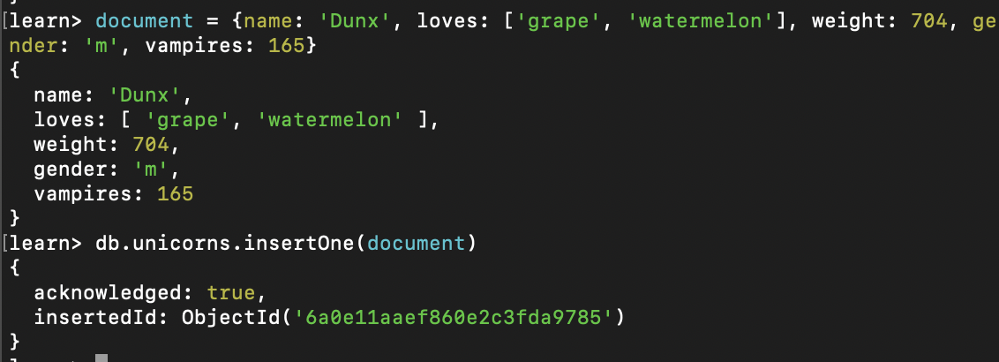 }
[learn> document = {name: 'Dunx', loves: ['grape', 'watermelon'], weight: 704, ge
nder: 'm', vampires: 165}
{
  name: 'Dunx',
  loves: [ 'grape', 'watermelon' ],
  weight: 704,
  gender: 'm',
  vampires: 165
}
[learn> db.unicorns.insertOne(document)
{
  acknowledged: true,
  insertedId: ObjectId('6a0e11aaef860e2c3fda9785')
}